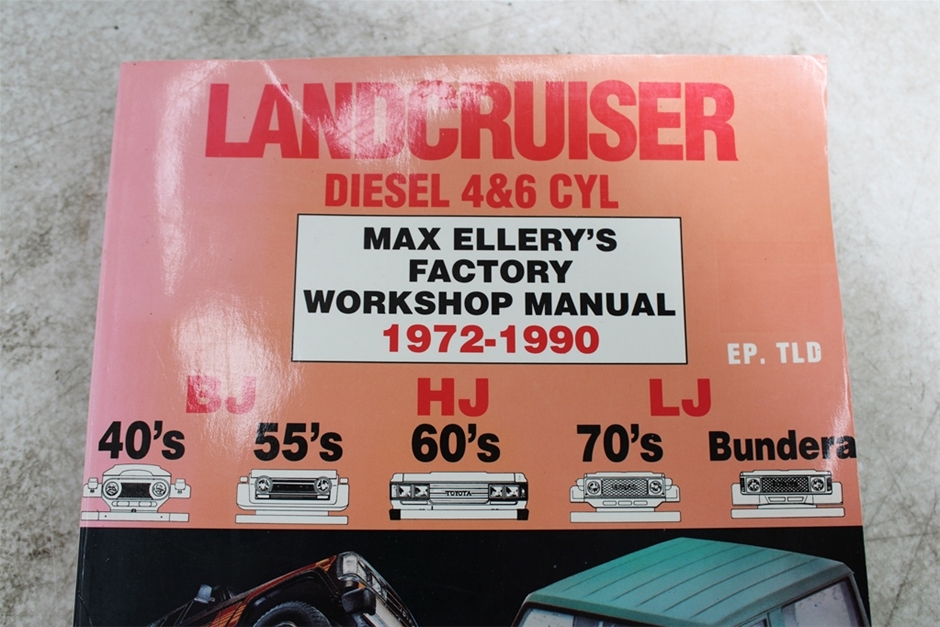 LANDCRUISER
DIESEL 4&6 CYL
MAX ELLERY'S
FACTORY
WORKSHOP MANUAL
1972-1990
EP. TLD
BJ HJ LJ
40's 55's 60's 70's Bundera
TOYOTA